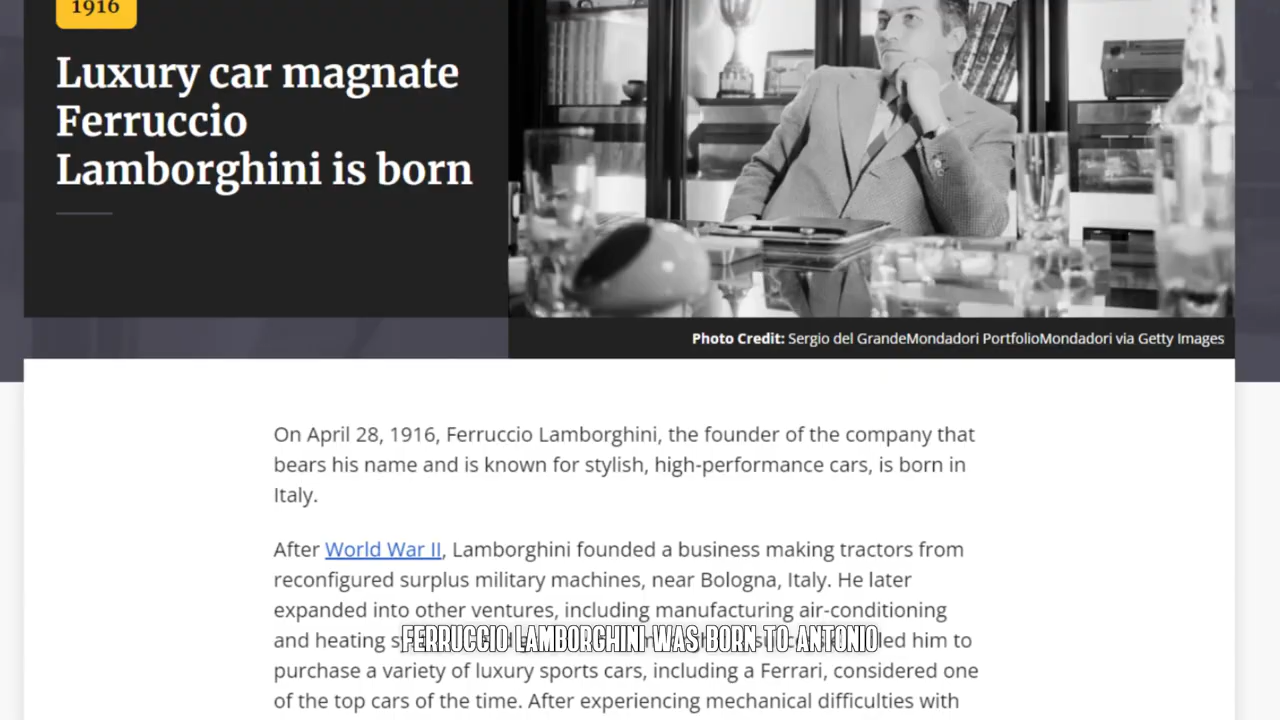 1916
Luxury car magnate
Ferruccio
Lamborghini is born
Photo Credit: Sergio del GrandeMondadori PortfolioMondadori via Getty Images
On April 28, 1916, Ferruccio Lamborghini, the founder of the company that
bears his name and is known for stylish, high-performance cars, is born in
Italy.
After World War II, Lamborghini founded a business making tractors from
reconfigured surplus military machines, near Bologna, Italy. He later
expanded into other ventures, including manufacturing air-conditioning
and heating him to
FERRUCCIO LAMBORGHINI WAS BORN TO ANTONIO
purchase a variety of luxury sports cars, including a Ferrari, considered one
of the top cars of the time. After experiencing mechanical difficulties with